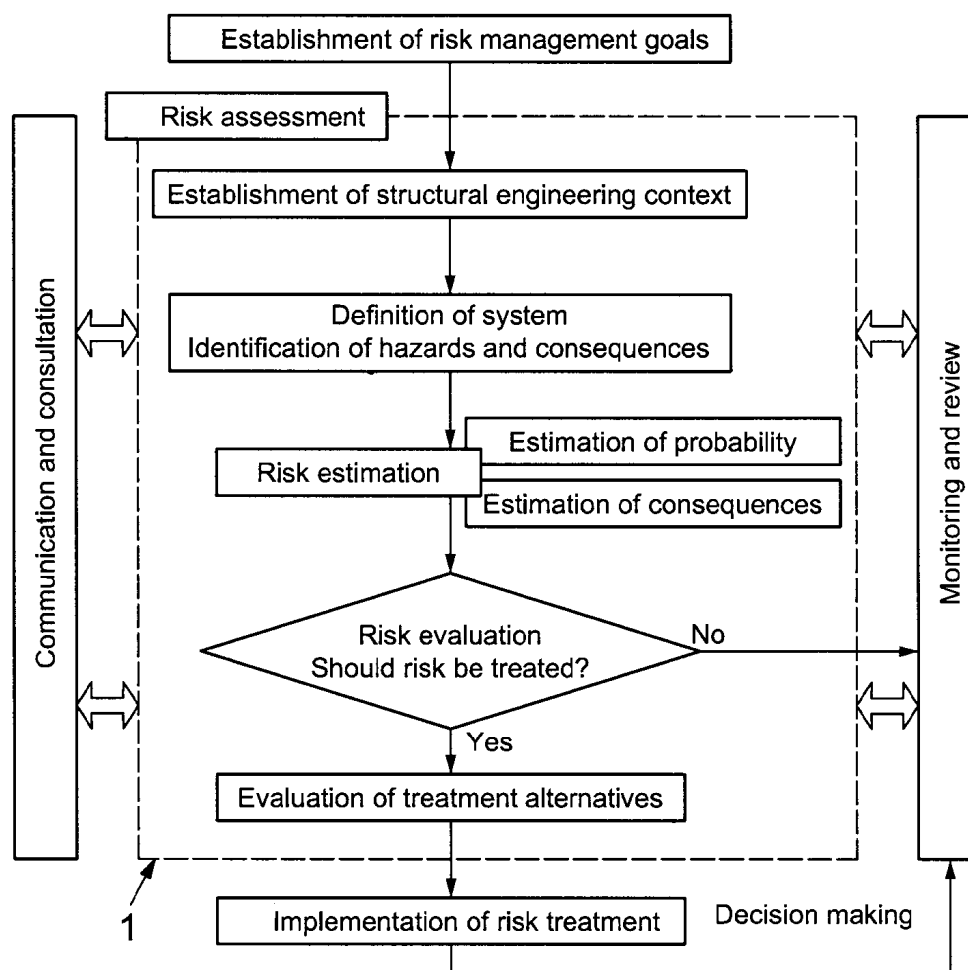 Establishment of risk management goals
Risk assessment
Establishment of structural engineering context
Definition of system
Identification of hazards and consequences
Estimation of probability
Risk estimation
Estimation of consequences
Risk evaluation
Should risk be treated?
No
Yes
Evaluation of treatment alternatives
1
Implementation of risk treatment
Decision making
Communication and consultation
Monitoring and review